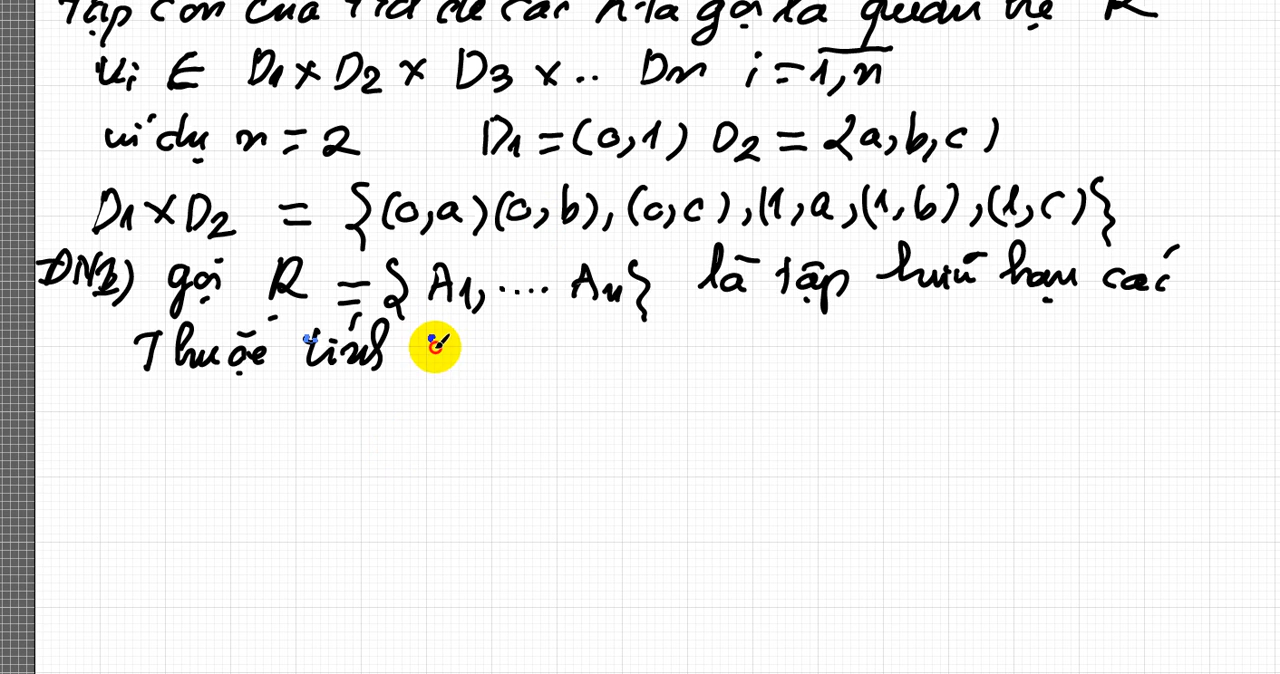 Tập con của tích đề các là gọi là quan hệ R
Vi ∈ D1 x D2 x D3 x .. Dn i = 1,n
ví dụ n = 2 D1 = (0,1) D2 = {a,b,c)
D1 x D2 = {(0,a)(0,b),(0,c),(1,a,(1,b),(1,c)}
ĐN2) gọi R = { A1, .... An} là tập hữu hạn các
Thuộc tính